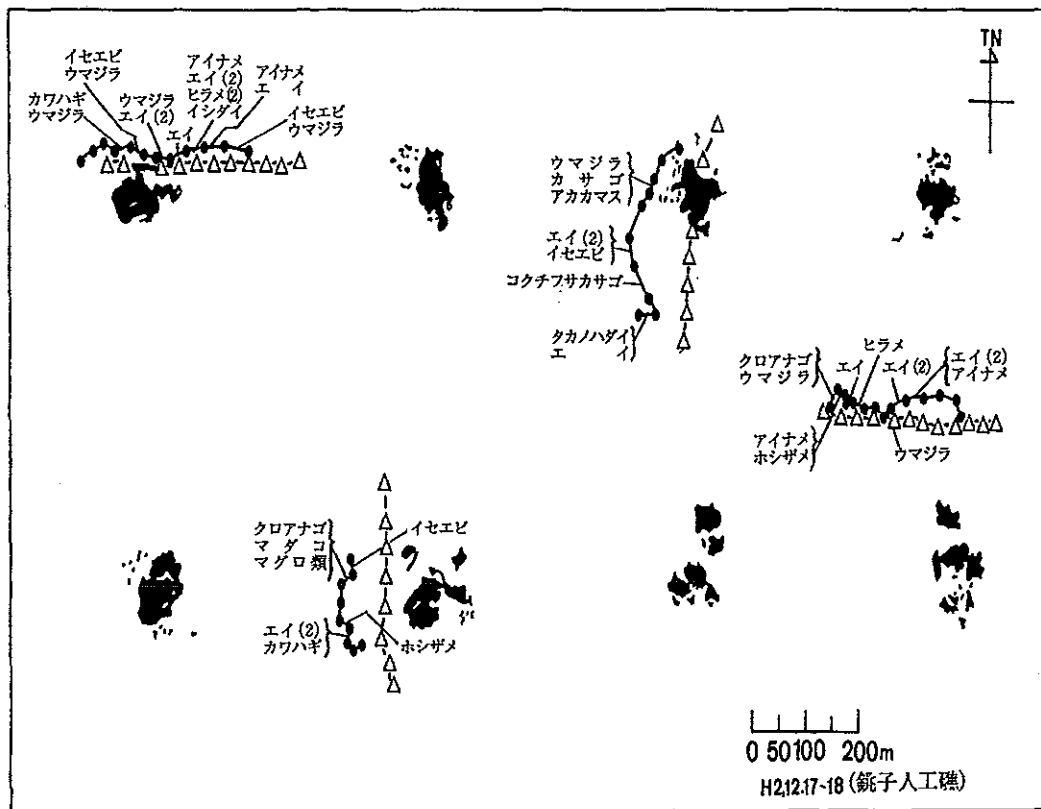 TN
イセエビ
ウマジラ
カワハギ
ウマジラ
ウマジラ
エイ(2)
エイ
アイナメ
エイ(2)
ヒラメ(2)
イシダイ
アイナメ
エイ
イセエビ
ウマジラ
ウマジラ
カサゴ
アカカマス
エイ(2)
イセエビ
コクチフサカサゴ
タカノハダイ
エイ
クロアナゴ
ウマジラ
エイ
ヒラメ
エイ(2)
エイ(2)
アイナメ
アイナメ
ホシザメ
ウマジラ
クロアナゴ
マダコ
マグロ類
イセエビ
エイ(2)
カワハギ
ホシザメ
0 50100 200m
H2,12.17~18(銚子人工礁)